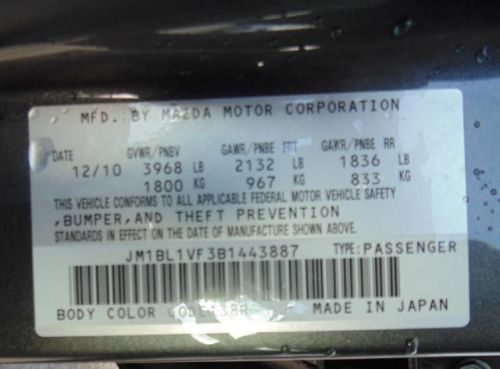 MFD. BY MAZDA MOTOR CORPORATION
DATE GVWR/PNBV GAWR/PNBE FRT GAWR/PNBE RR
12/10 3968 LB 2132 LB 1836 LB
1800 KG 967 KG 833 KG
THIS VEHICLE CONFORMS TO ALL APPLICABLE FEDERAL MOTOR VEHICLE SAFETY
,BUMPER,AND THEFT PREVENTION
STANDARDS IN EFFECT ON THE DATE OF MANUFACTURE SHOWN ABOVE.
JM1BL1VF3B1443887 TYPE:PASSENGER
BODY COLOR CODE:38R MADE IN JAPAN